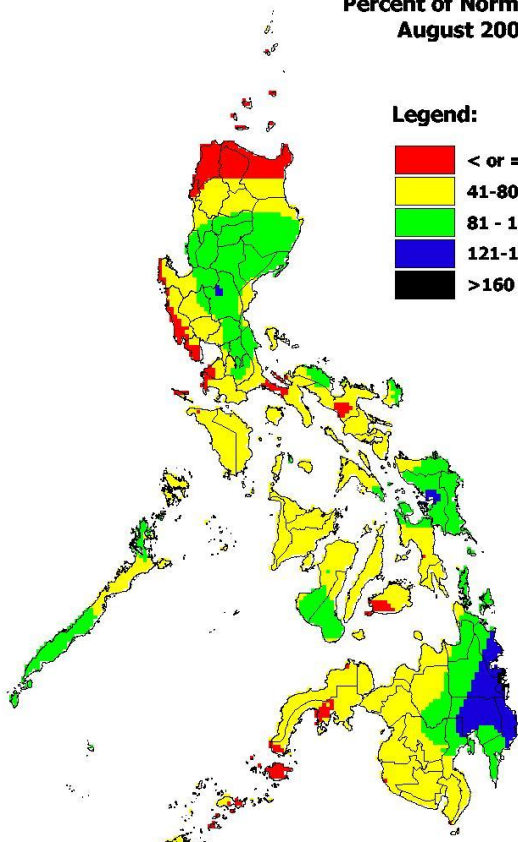 Percent of Norm
August 200
Legend:
< or =
41-80
81 - 1
121-1
>160